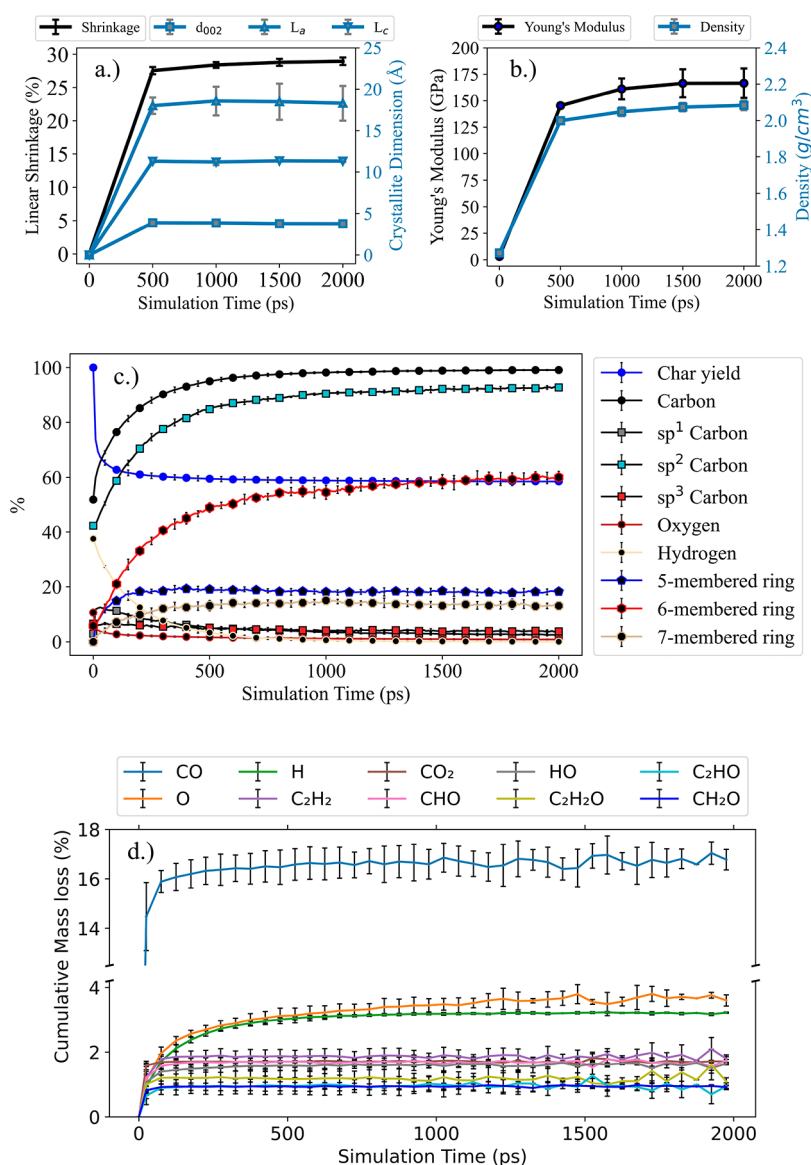 Shrinkage d₀₀₂ Lₐ L꜀
a.)
Linear Shrinkage (%)
30
25
20
15
10
5
0
25
20
15
10
5
0
Crystallite Dimension (Å)
0 500 1000 1500 2000
Simulation Time (ps)
Young's Modulus Density
b.)
Young's Modulus (GPa)
200
175
150
125
100
75
50
25
0
2.4
2.2
2.0
1.8
1.6
1.4
1.2
Density (g/cm³)
0 500 1000 1500 2000
Simulation Time (ps)
c.)
%
100
80
60
40
20
0
0 500 1000 1500 2000
Simulation Time (ps)
Char yield
Carbon
sp¹ Carbon
sp² Carbon
sp³ Carbon
Oxygen
Hydrogen
5-membered ring
6-membered ring
7-membered ring
CO H CO₂ HO C₂HO
O C₂H₂ CHO C₂H₂O CH₂O
d.)
Cumulative Mass loss (%)
18
16
14
4
2
0
0 500 1000 1500 2000
Simulation Time (ps)